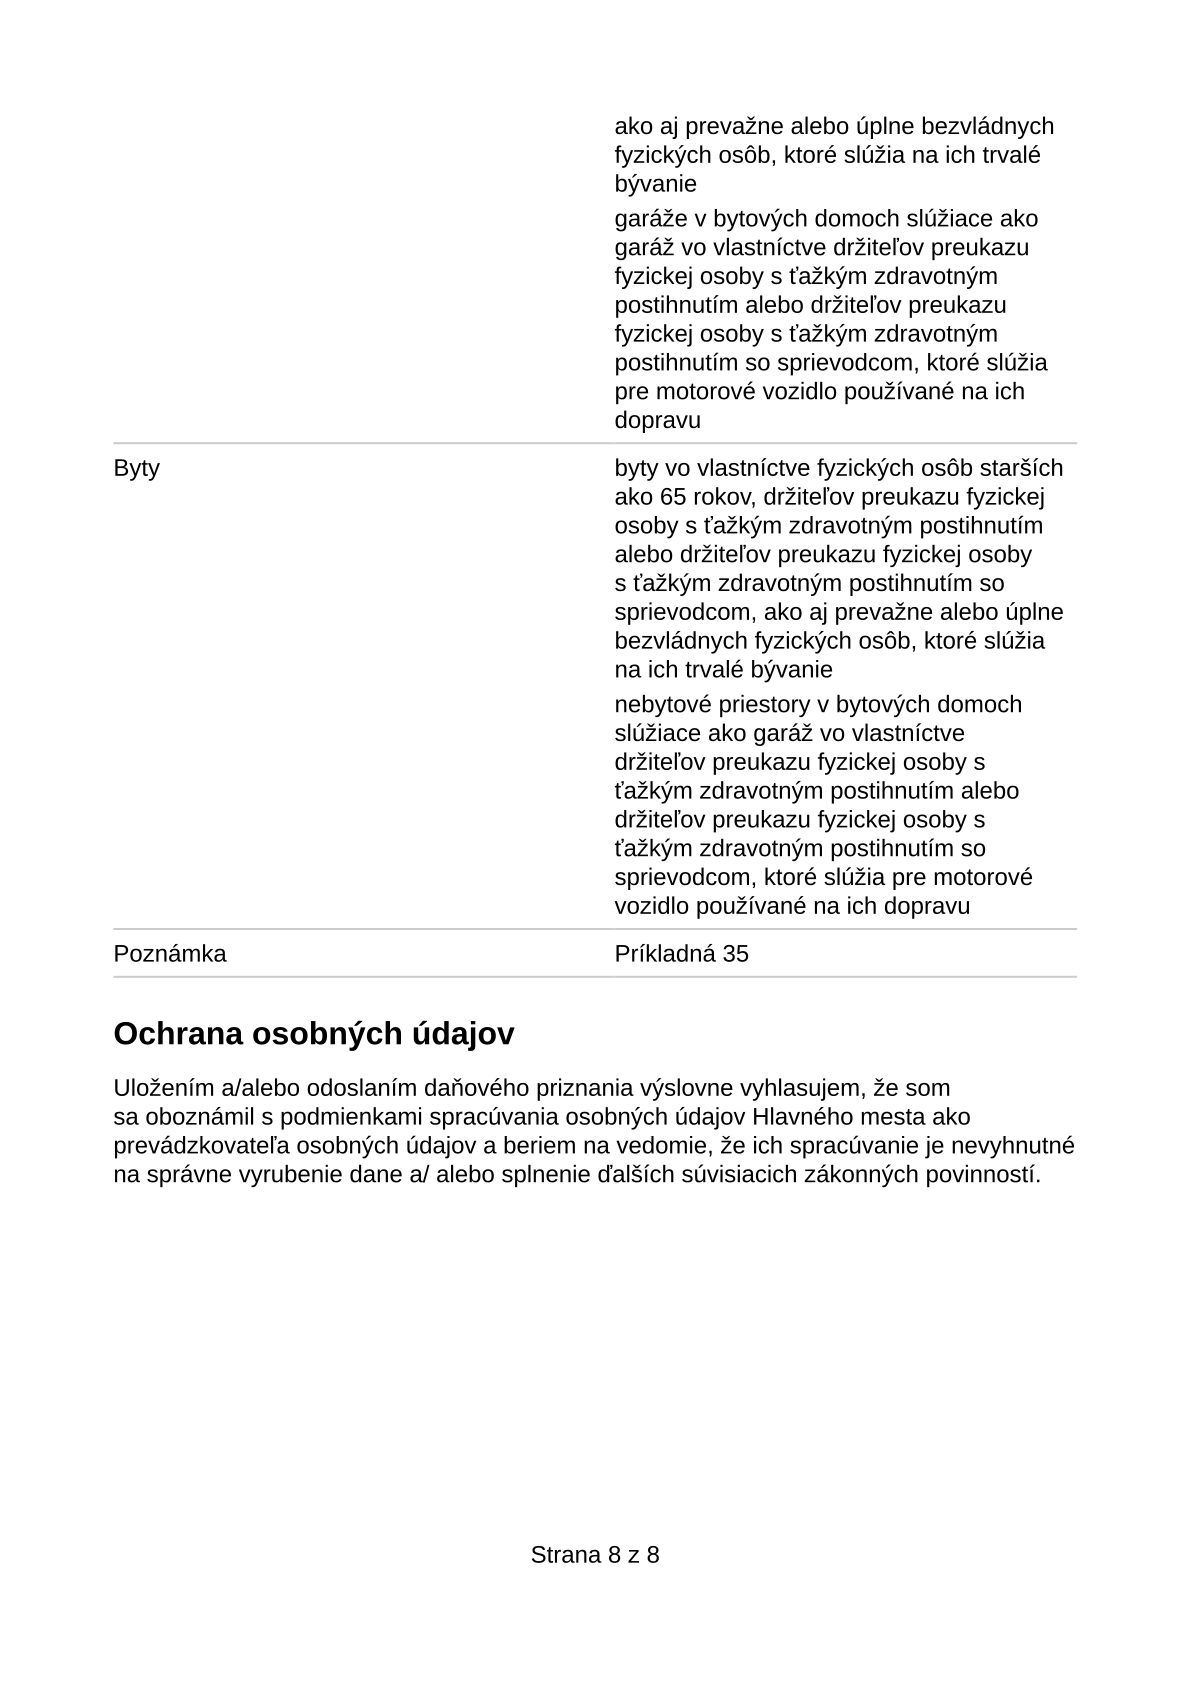 ako aj prevažne alebo úplne bezvládnych
fyzických osôb, ktoré slúžia na ich trvalé
bývanie
garáže v bytových domoch slúžiace ako
garáž vo vlastníctve držiteľov preukazu
fyzickej osoby s ťažkým zdravotným
postihnutím alebo držiteľov preukazu
fyzickej osoby s ťažkým zdravotným
postihnutím so sprievodcom, ktoré slúžia
pre motorové vozidlo používané na ich
dopravu
Byty
byty vo vlastníctve fyzických osôb starších
ako 65 rokov, držiteľov preukazu fyzickej
osoby s ťažkým zdravotným postihnutím
alebo držiteľov preukazu fyzickej osoby
s ťažkým zdravotným postihnutím so
sprievodcom, ako aj prevažne alebo úplne
bezvládnych fyzických osôb, ktoré slúžia
na ich trvalé bývanie
nebytové priestory v bytových domoch
slúžiace ako garáž vo vlastníctve
držiteľov preukazu fyzickej osoby s
ťažkým zdravotným postihnutím alebo
držiteľov preukazu fyzickej osoby s
ťažkým zdravotným postihnutím so
sprievodcom, ktoré slúžia pre motorové
vozidlo používané na ich dopravu
Poznámka
Príkladná 35
Ochrana osobných údajov
Uložením a/alebo odoslaním daňového priznania výslovne vyhlasujem, že som
sa oboznámil s podmienkami spracúvania osobných údajov Hlavného mesta ako
prevádzkovateľa osobných údajov a beriem na vedomie, že ich spracúvanie je nevyhnutné
na správne vyrubenie dane a/ alebo splnenie ďalších súvisiacich zákonných povinností.
Strana 8 z 8